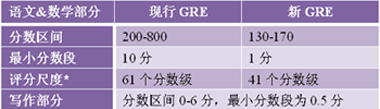 语文&数学部分 现行 GRE 新 GRE
分数区间 200-800 130-170
最小分数段 10 分 1 分
评分尺度* 61 个分数级 41 个分数级
写作部分 分数区间 0-6 分，最小分数段为 0.5 分